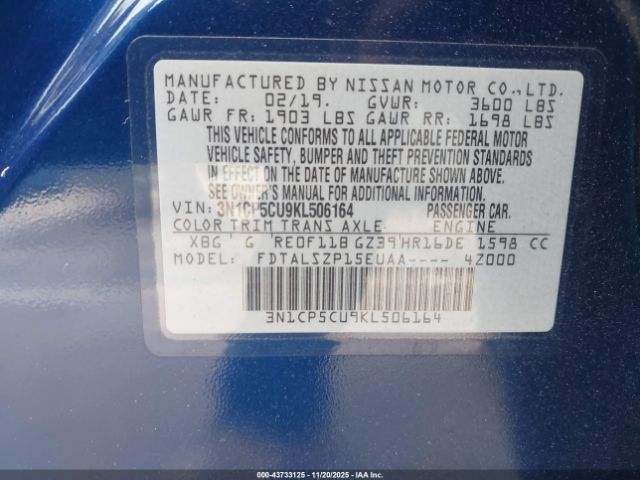 MANUFACTURED BY NISSAN MOTOR CO.,LTD.
DATE: 02/19. GVWR: 3600 LBS
GAWR FR: 1903 LBS GAWR RR: 1698 LBS
THIS VEHICLE CONFORMS TO ALL APPLICABLE FEDERAL MOTOR
VEHICLE SAFETY, BUMPER AND THEFT PREVENTION STANDARDS
IN EFFECT ON THE DATE OF MANUFACTURE SHOWN ABOVE.
SEE OWNER'S MANUAL FOR ADDITIONAL INFORMATION.
VIN: 3N1CP5CU9KL506164 PASSENGER CAR.
COLOR TRIM TRANS AXLE ENGINE
XBG G RE0F11B GZ39 HR16DE 1598 CC
MODEL: FDTALSZP15EUAA---- 4Z000
3N1CP5CU9KL506164
000-43733125 - 11/20/2025 - IAAI.COM